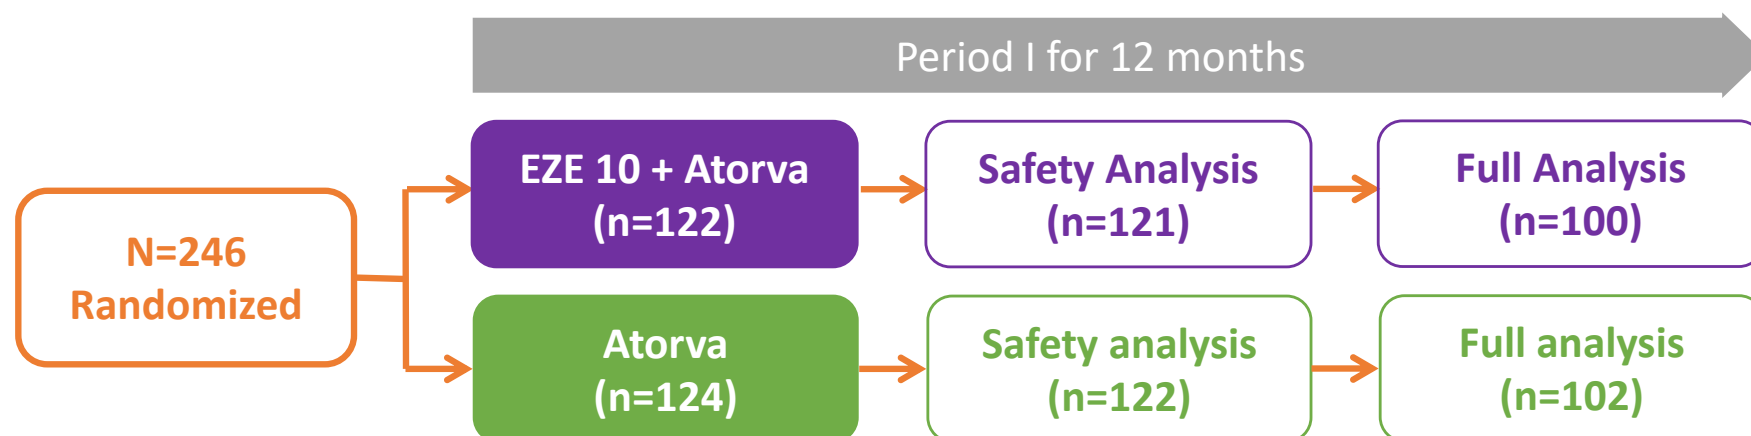 Period I for 12 months
EZE 10 + Atorva
(n=122)
Safety Analysis
(n=121)
Full Analysis
(n=100)
N=246
Randomized
Atorva
(n=124)
Safety analysis
(n=122)
Full analysis
(n=102)